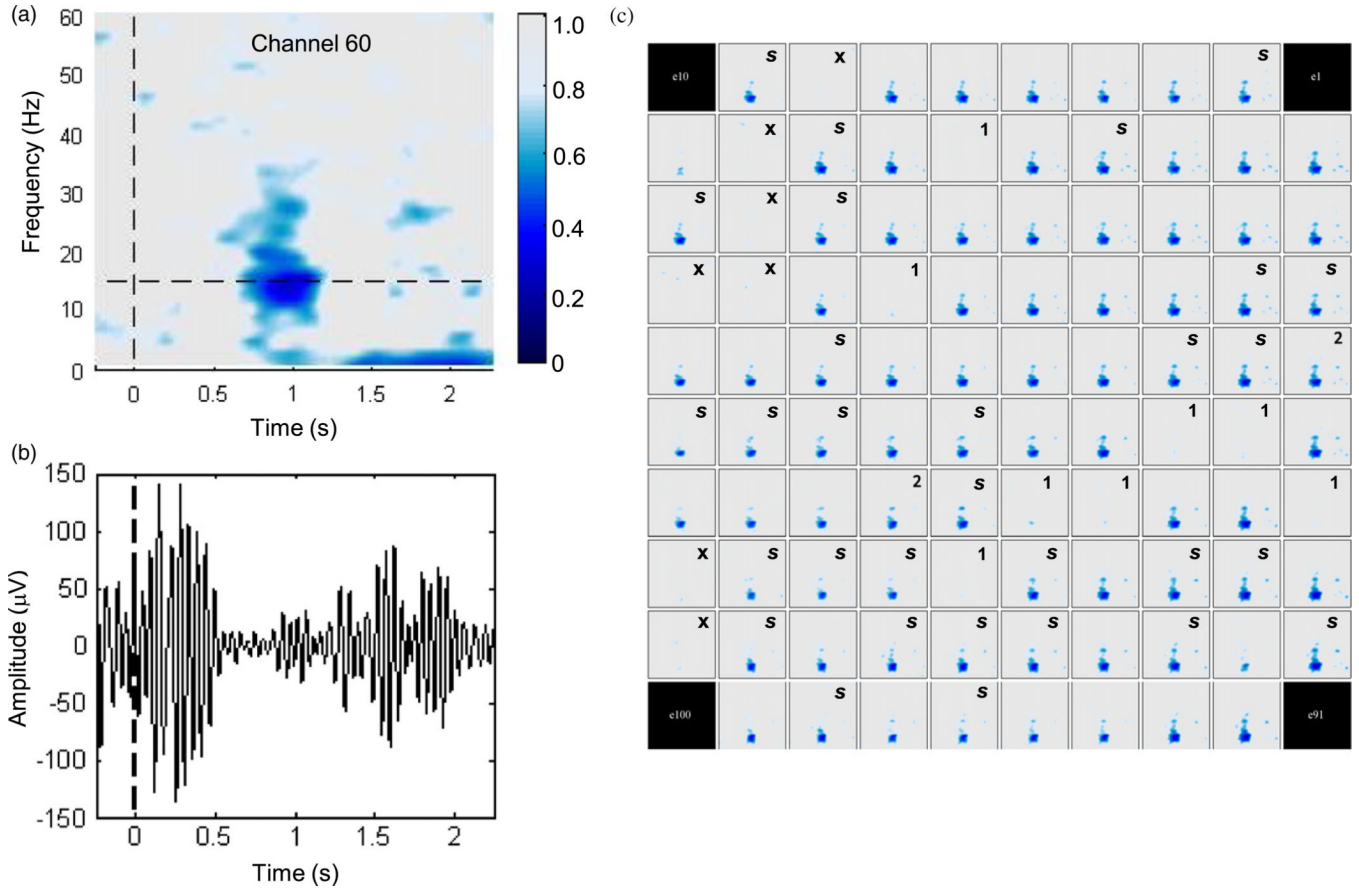 (a)
Channel 60
60
50
40
30
20
10
0
Frequency (Hz)
0 0.5 1 1.5 2
Time (s)
1.0
0.8
0.6
0.4
0.2
0
(b)
150
100
50
0
-50
-100
-150
Amplitude (µV)
0 0.5 1 1.5 2
Time (s)
(c)
e10 S X S e1
X S 1 S
S X S
X X 1 S S
S S S 2
S S S S 1 1
2 S 1 1 1
X S S S 1 S S S
X S S S S S S
e100 S S e91